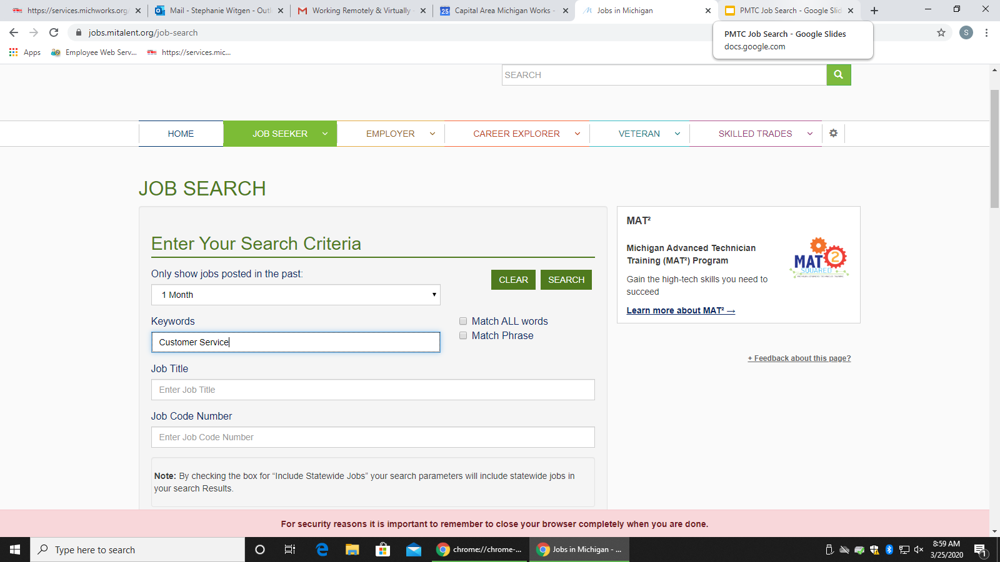 https://services.michworks.org/
Mail - Stephanie Witgen - Outl
Working Remotely & Virtually -
Capital Area Michigan Works -
Jobs in Michigan
PMTC Job Search - Google Slid
jobs.mitalent.org/job-search
S
PMTC Job Search - Google Slides
docs.google.com
Apps
Employee Web Serv...
https://services.mic...
SEARCH
HOME
JOB SEEKER
EMPLOYER
CAREER EXPLORER
VETERAN
SKILLED TRADES
JOB SEARCH
Enter Your Search Criteria
Only show jobs posted in the past:
CLEAR
SEARCH
1 Month
Keywords
Match ALL words
Match Phrase
Customer Service
Job Title
Enter Job Title
Job Code Number
Enter Job Code Number
Note: By checking the box for “Include Statewide Jobs” your search parameters will include statewide jobs in
your search Results.
MAT²
Michigan Advanced Technician
Training (MAT²) Program
Gain the high-tech skills you need to
succeed
Learn more about MAT² →
MAT 2
SQUARED
MICHIGAN ADVANCED TECHNICIAN TRAINING
+ Feedback about this page?
For security reasons it is important to remember to close your browser completely when you are done.
Type here to search
chrome://chrome-...
Jobs in Michigan - ...
8:59 AM
3/25/2020
1